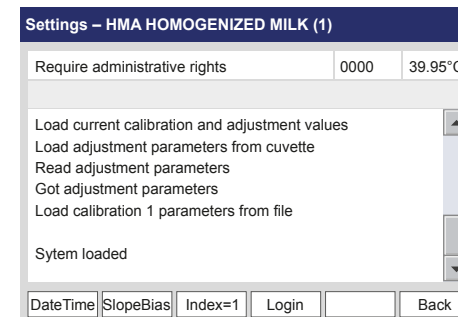 Settings – HMA HOMOGENIZED MILK (1)
Require administrative rights 0000 39.95°C
Load current calibration and adjustment values
Load adjustment parameters from cuvette
Read adjustment parameters
Got adjustment parameters
Load calibration 1 parameters from file
Sytem loaded
DateTime SlopeBias Index=1 Login Back